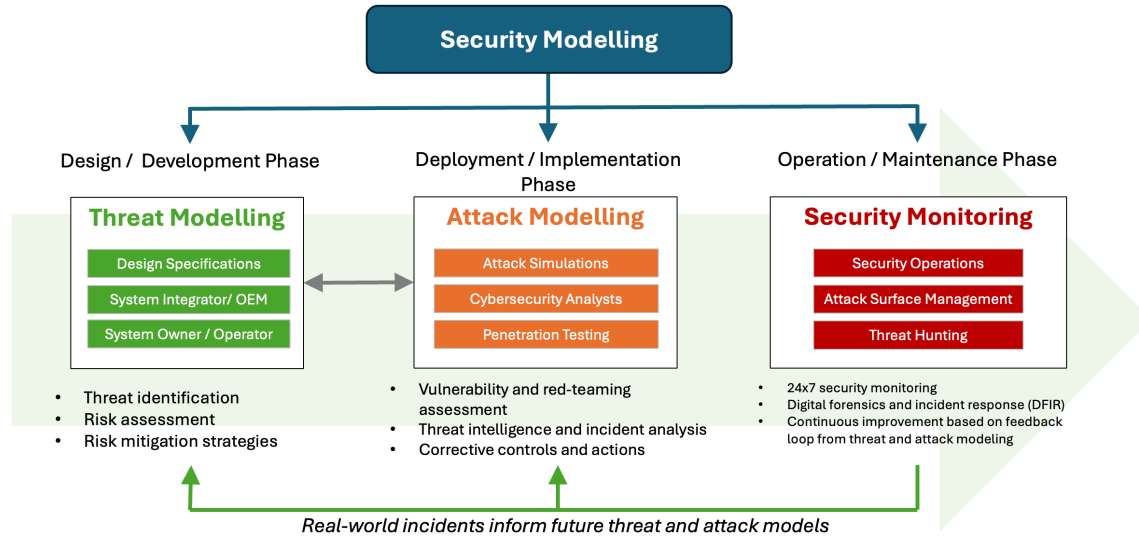 Security Modelling
Design /  Development Phase
Threat Modelling
Design Specifications
System Integrator/ OEM
System Owner / Operator
• Threat identification
• Risk assessment
• Risk mitigation strategies
Deployment / Implementation
Phase
Attack Modelling
Attack Simulations
Cybersecurity Analysts
Penetration Testing
• Vulnerability and red-teaming
assessment
• Threat intelligence and incident analysis
• Corrective controls and actions
Operation / Maintenance Phase
Security Monitoring
Security Operations
Attack Surface Management
Threat Hunting
• 24x7 security monitoring
• Digital forensics and incident response (DFIR)
• Continuous improvement based on feedback
loop from threat and attack modeling
Real-world incidents inform future threat and attack models